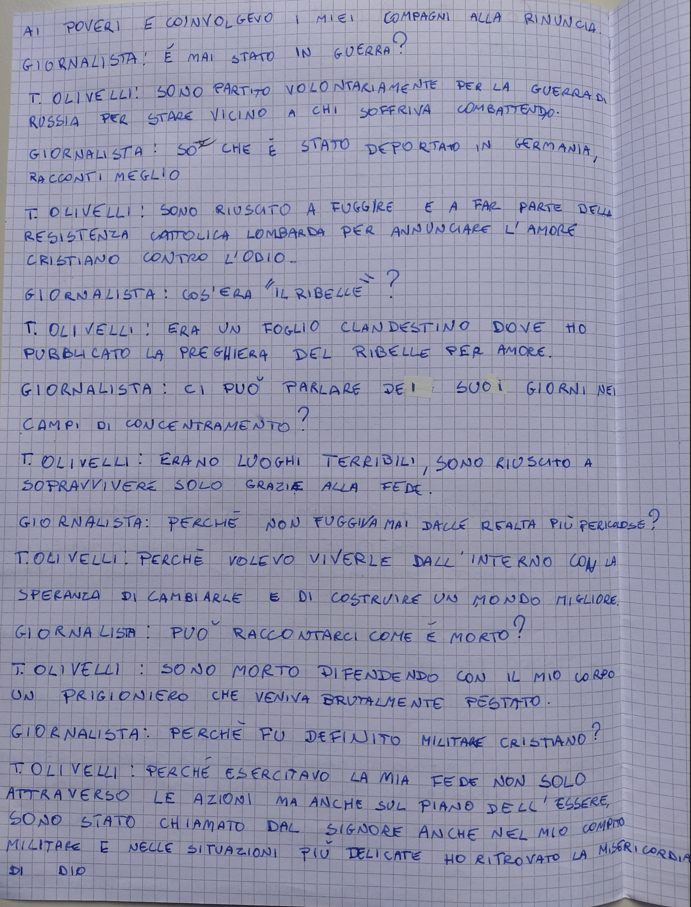 AI POVERI E COINVOLGEVO I MIEI COMPAGNI ALLA RINUNCIA.
GIORNALISTA: È MAI STATO IN GUERRA?
T. OLIVELLI: SONO PARTITO VOLONTARIAMENTE PER LA GUERRA DI
RUSSIA PER STARE VICINO A CHI SOFFRIVA COMBATTENDO.
GIORNALISTA: SO CHE È STATO DEPORTATO IN GERMANIA,
RACCONTI MEGLIO
T. OLIVELLI: SONO RIUSCITO A FUGGIRE E A FAR PARTE DELLA
RESISTENZA CATTOLICA LOMBARDA PER ANNUNCIARE L'AMORE
CRISTIANO CONTRO L'ODIO.
GIORNALISTA: COS'ERA "IL RIBELLE"?
T. OLIVELLI: ERA UN FOGLIO CLANDESTINO DOVE HO
PUBBLICATO LA PREGHIERA DEL RIBELLE PER AMORE.
GIORNALISTA: CI PUÒ PARLARE DEI SUOI GIORNI NEI
CAMPI DI CONCENTRAMENTO?
T. OLIVELLI: ERANO LUOGHI TERRIBILI, SONO RIUSCITO A
SOPRAVVIVERE SOLO GRAZIE ALLA FEDE.
GIORNALISTA: PERCHÈ NON FUGGIVA MAI DALLE REALTA PIÙ PERICOLOSE?
T. OLIVELLI: PERCHÈ VOLEVO VIVERLE DALL'INTERNO CON LA
SPERANZA DI CAMBIARLE E DI COSTRUIRE UN MONDO MIGLIORE.
GIORNALISTA: PUÒ RACCONTARCI COME È MORTO?
T. OLIVELLI: SONO MORTO DIFENDENDO CON IL MIO CORPO
UN PRIGIONIERO CHE VENIVA BRUTALMENTE PESTATO.
GIORNALISTA: PERCHÈ FU DEFINITO MILITARE CRISTIANO?
T. OLIVELLI: PERCHÈ ESERCITAVO LA MIA FEDE NON SOLO
ATTRAVERSO LE AZIONI MA ANCHE SUL PIANO DELL'ESSERE,
SONO STATO CHIAMATO DAL SIGNORE ANCHE NEL MIO COMPITO
MILITARE E NELLE SITUAZIONI PIÙ DELICATE HO RITROVATO LA MISERICORDIA
DI DIO